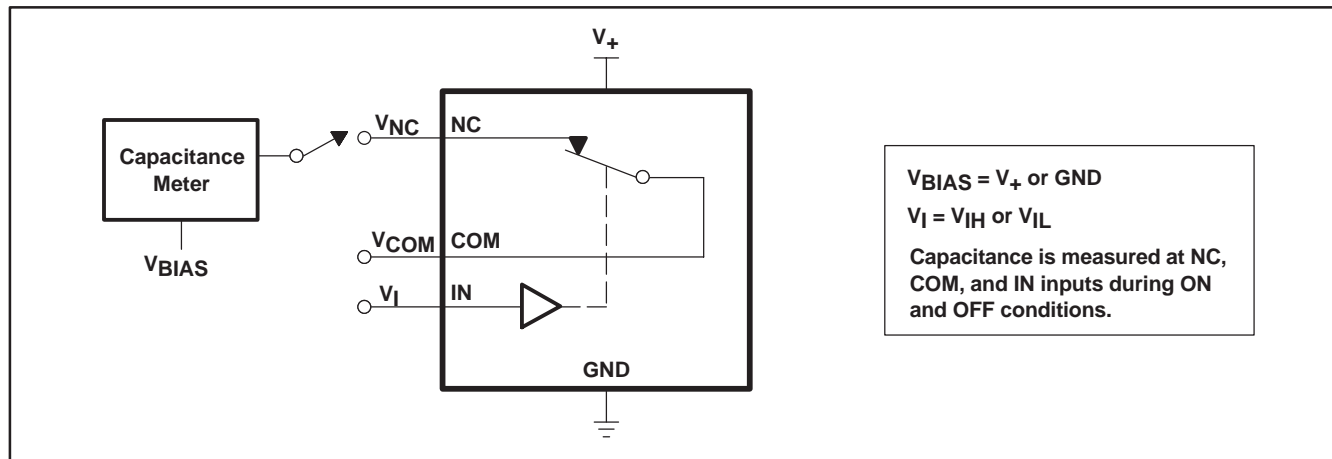 V+
VNC NC
Capacitance
Meter
VCOM COM
VBIAS
VI IN
GND
VBIAS = V+ or GND
VI = VIH or VIL
Capacitance is measured at NC,
COM, and IN inputs during ON
and OFF conditions.